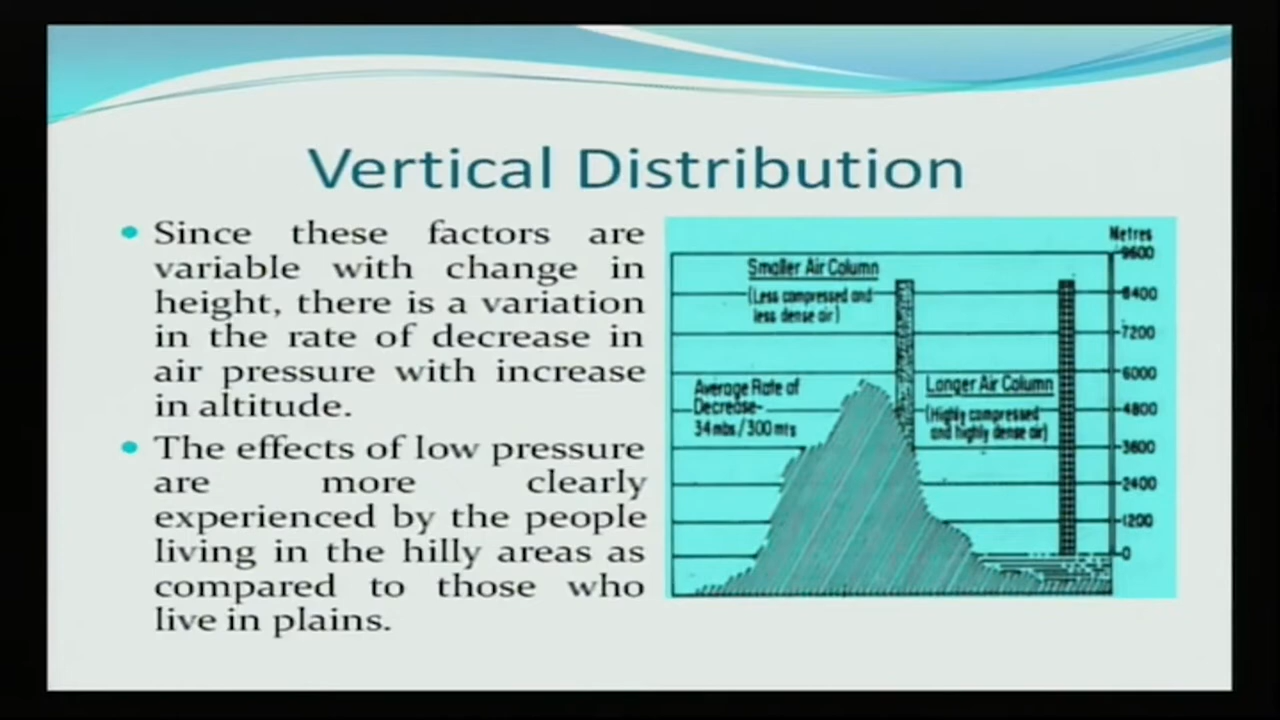 Vertical Distribution
Since these factors are
variable with change in
height, there is a variation
in the rate of decrease in
air pressure with increase
in altitude.
The effects of low pressure
are more clearly
experienced by the people
living in the hilly areas as
compared to those who
live in plains.
Metres
9600
Smaller Air Column
(Less compressed and
less dense air)
8400
7200
6000
Average Rate of
Decrease-
34 mbs./300 mts
Longer Air Column
(Highly compressed
and highly dense air)
4800
3600
2400
1200
0